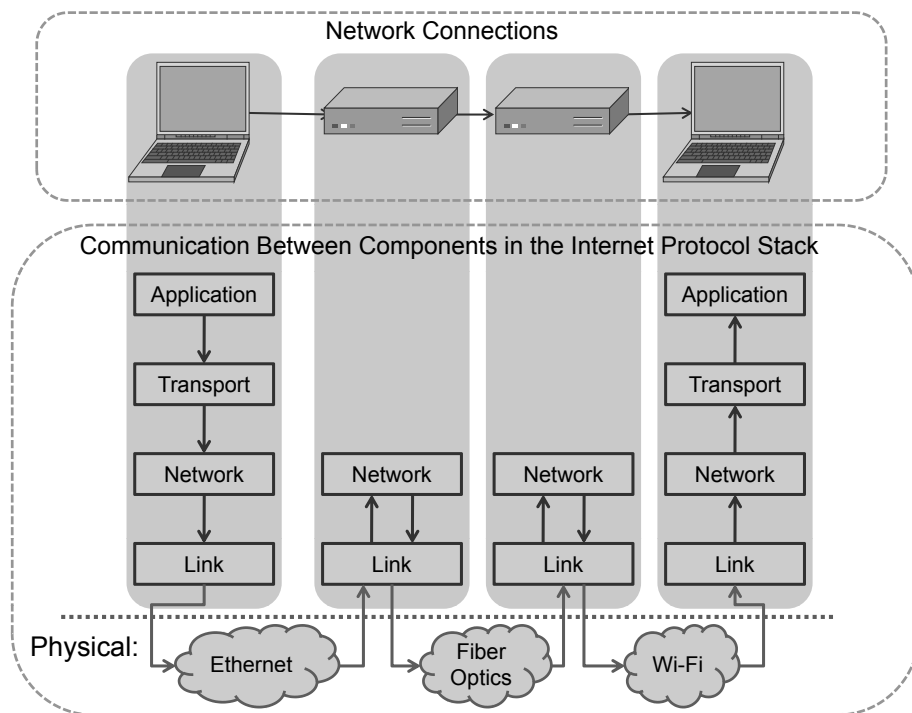 Network Connections
Communication Between Components in the Internet Protocol Stack
Application
Application
Transport
Transport
Network
Network
Network
Network
Link
Link
Link
Link
Physical:
Ethernet
Fiber
Optics
Wi-Fi